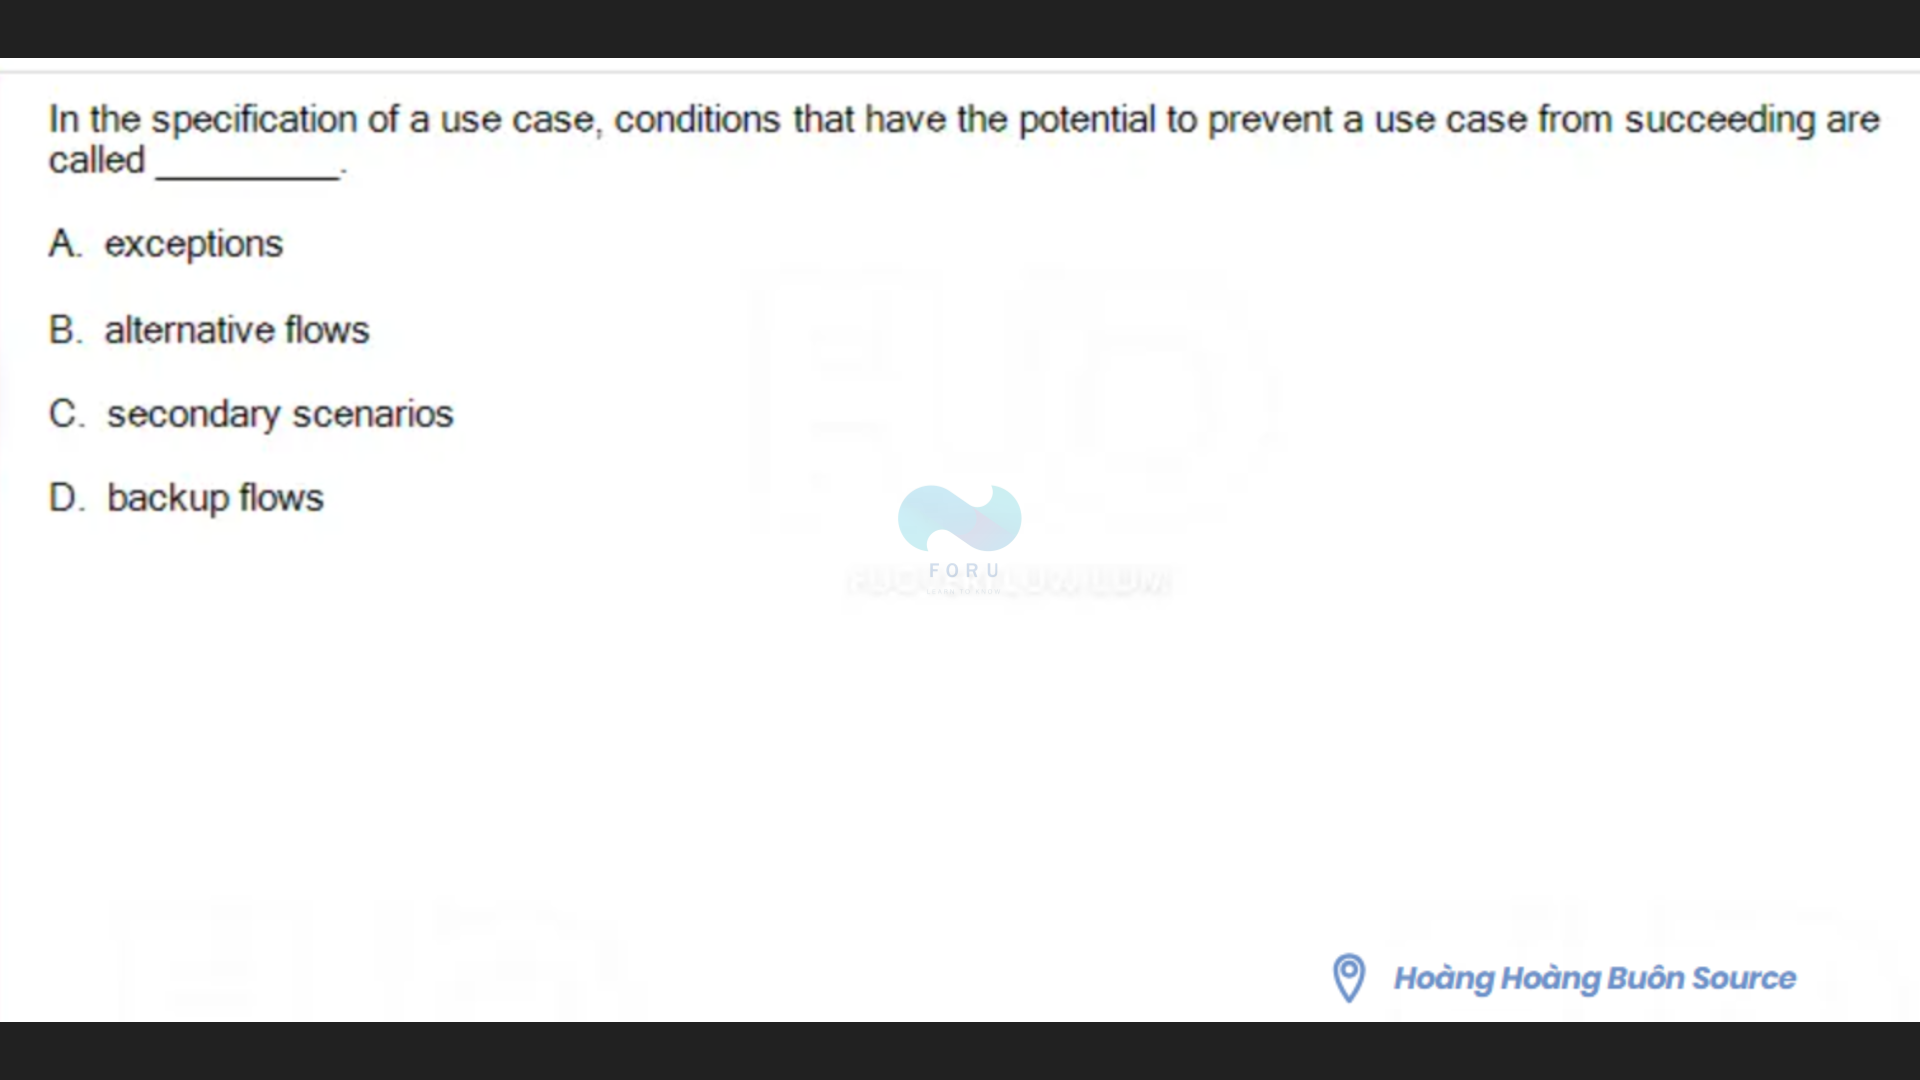 In the specification of a use case, conditions that have the potential to prevent a use case from succeeding are
called _________.
A. exceptions
B. alternative flows
C. secondary scenarios
D. backup flows
FORU
Hoàng Hoàng Buôn Source